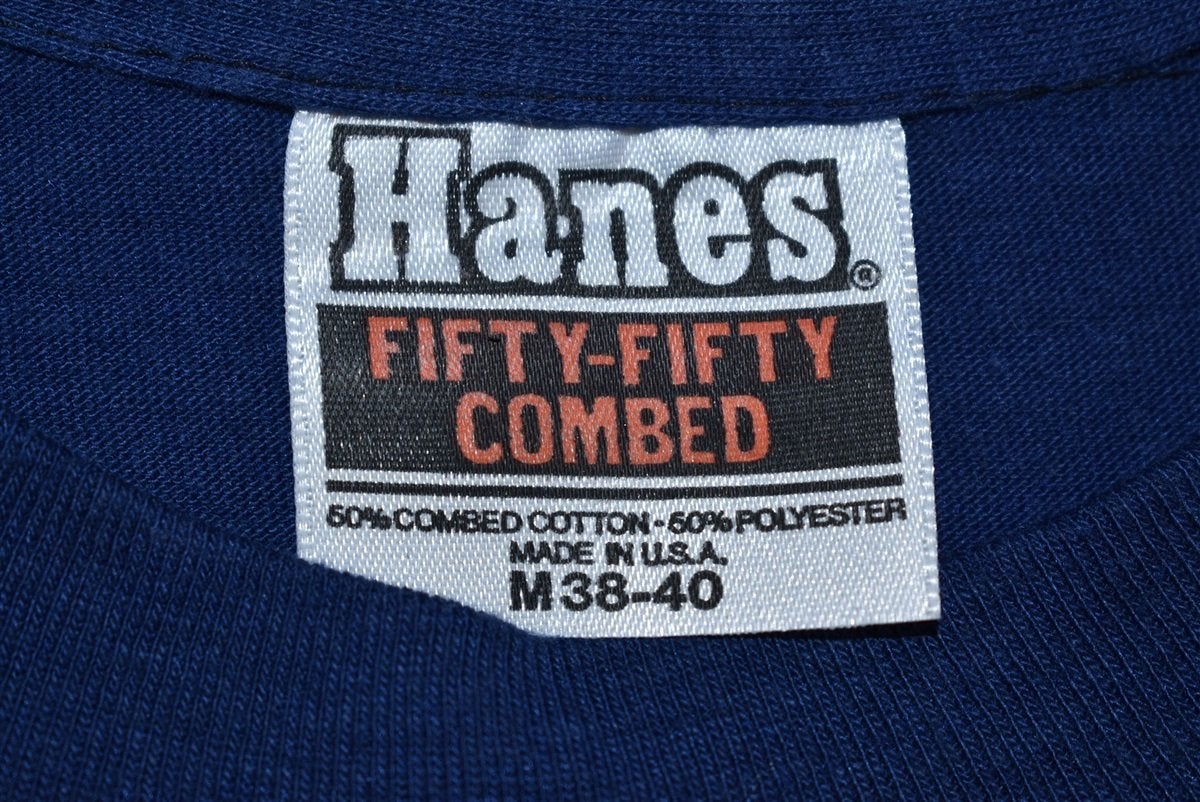 Hanes®
FIFTY-FIFTY
COMBED
50% COMBED COTTON - 50% POLYESTER
MADE IN U.S.A.
M 38-40